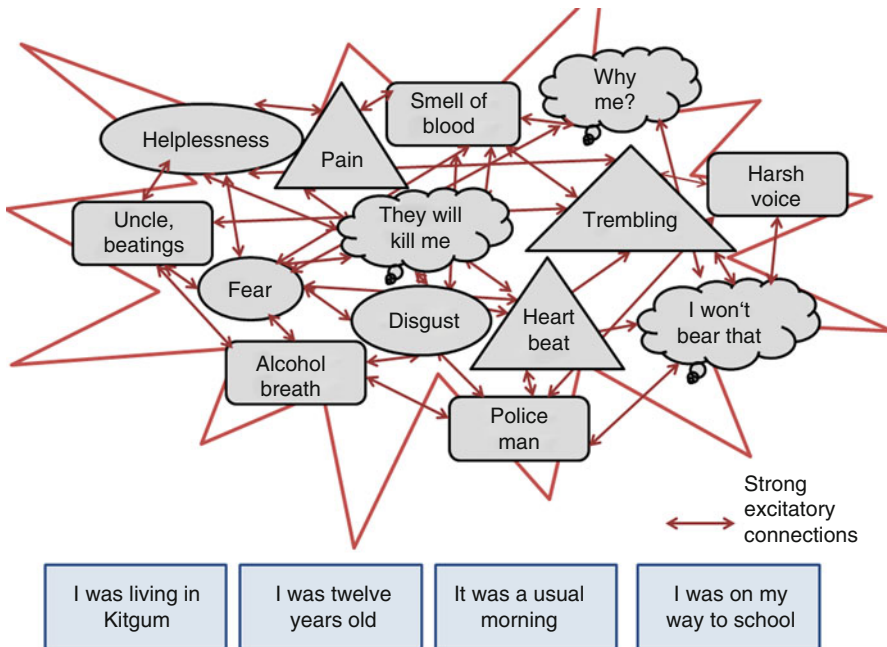 Why
me?
Smell of
blood
Helplessness
Pain
Harsh
voice
Uncle,
beatings
They will
kill me
Trembling
Fear
Disgust
Heart
beat
I won't
bear that
Alcohol
breath
Police
man
Strong
excitatory
connections
I was living in
Kitgum
I was twelve
years old
It was a usual
morning
I was on my
way to school